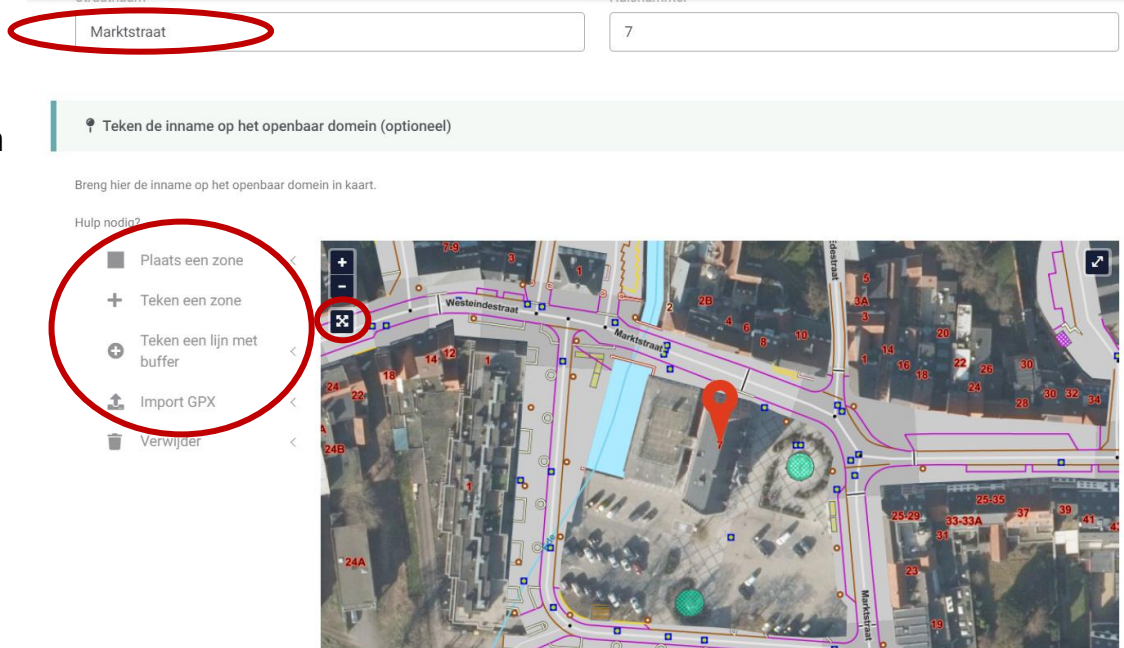 Marktstraat
7
Teken de inname op het openbaar domein (optioneel)
Breng hier de inname op het openbaar domein in kaart.
Hulp nodig?
Plaats een zone
Teken een zone
Teken een lijn met
buffer
Import GPX
Verwijder
+
-
7-9
3
1
Westeindestraat
Marktstraat
2
2B
4
6
8
10
5
3A
3
1
14
16
18
20
22
24
26
28
30
30
32
34
14
12
1
18
22
24
24B
1
24A
7
25-35
25-29
33-33A
31
37
39
41
23
19
Marktstraat